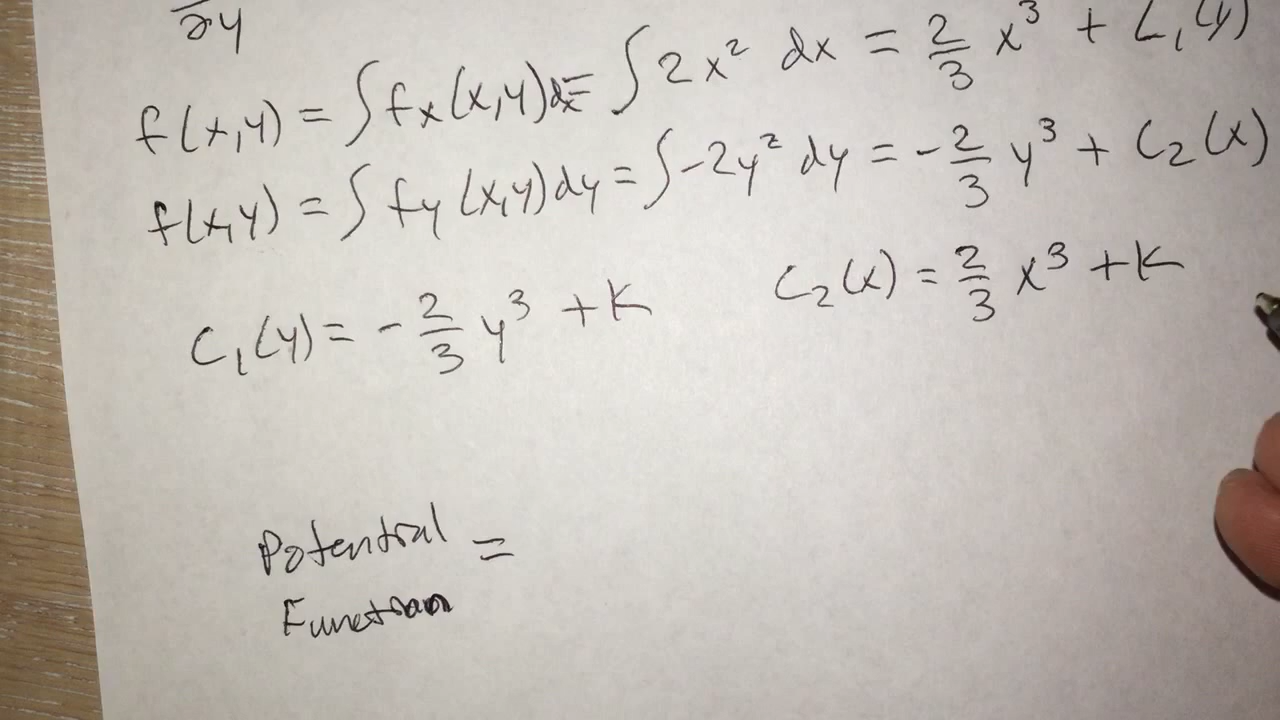 ∂y
f(x,y) = ∫fx(x,y)dx = ∫2x² dx = 2/3 x³ + C₁(y)
f(x,y) = ∫fy(x,y)dy = ∫-2y² dy = -2/3 y³ + C₂(x)
C₁(y) = -2/3 y³ + K C₂(x) = 2/3 x³ + K
Potential =
Function